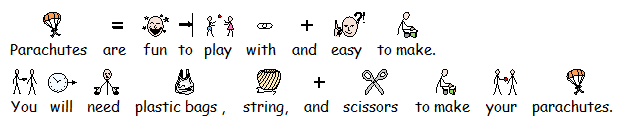 Parachutes are fun to play with and easy to make.
You will need plastic bags , string, and scissors to make your parachutes.